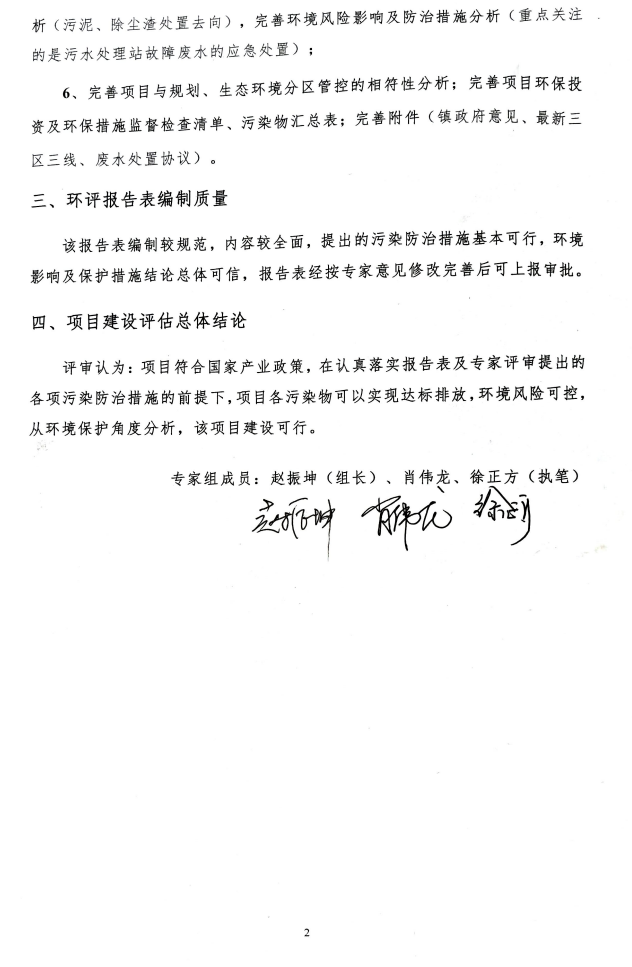 析（污泥、除尘渣处置去向），完善环境风险影响及防治措施分析（重点关注
的是污水处理站故障废水的应急处置）；
6、完善项目与规划、生态环境分区管控的相符性分析；完善项目环保投
资及环保措施监督检查清单、污染物汇总表；完善附件（镇政府意见、最新三
区三线、废水处置协议）。
三、环评报告表编制质量
该报告表编制较规范，内容较全面，提出的污染防治措施基本可行，环境
影响及保护措施结论总体可信，报告表经按专家意见修改完善后可上报审批。
四、项目建设评估总体结论
评审认为：项目符合国家产业政策，在认真落实报告表及专家评审提出的
各项污染防治措施的前提下，项目各污染物可以实现达标排放，环境风险可控，
从环境保护角度分析，该项目建设可行。
专家组成员：赵振坤（组长）、肖伟龙、徐正方（执笔）
赵振坤 肖伟龙 徐正方
2